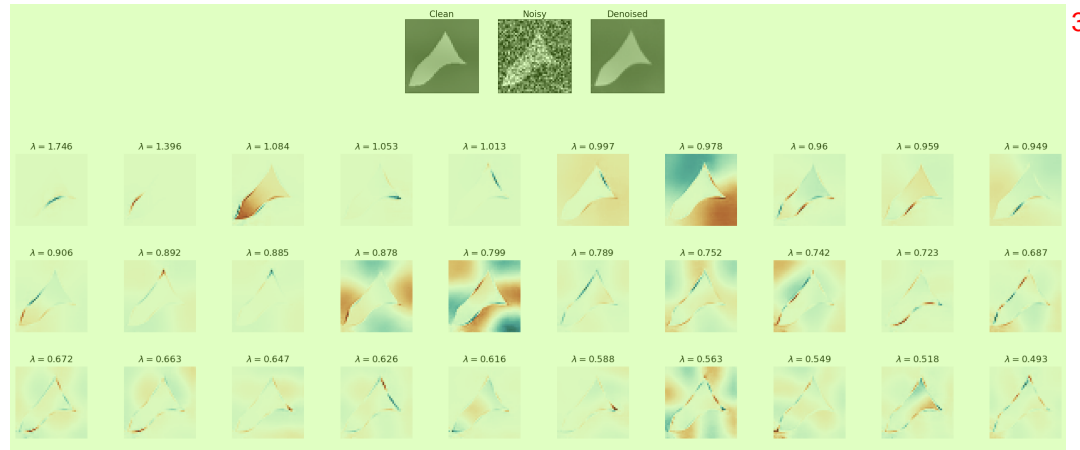 Clean Noisy Denoised
3
λ = 1.746 λ = 1.396 λ = 1.084 λ = 1.053 λ = 1.013 λ = 0.997 λ = 0.978 λ = 0.96 λ = 0.959 λ = 0.949
λ = 0.906 λ = 0.892 λ = 0.885 λ = 0.878 λ = 0.799 λ = 0.789 λ = 0.752 λ = 0.742 λ = 0.723 λ = 0.687
λ = 0.672 λ = 0.663 λ = 0.647 λ = 0.626 λ = 0.616 λ = 0.588 λ = 0.563 λ = 0.549 λ = 0.518 λ = 0.493